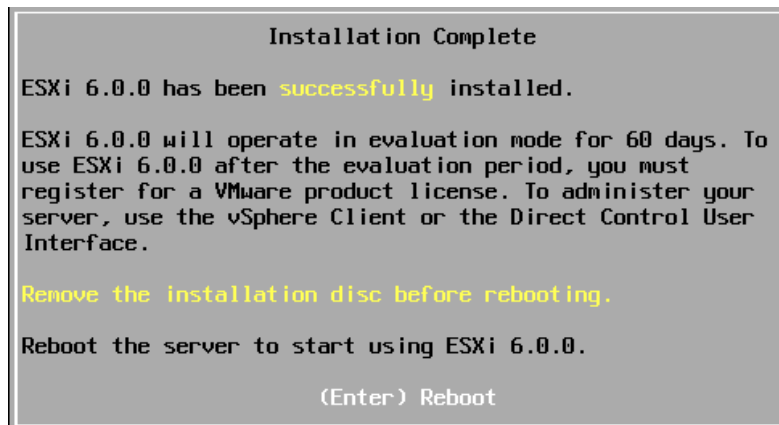 Installation Complete
ESXi 6.0.0 has been successfully installed.
ESXi 6.0.0 will operate in evaluation mode for 60 days. To
use ESXi 6.0.0 after the evaluation period, you must
register for a VMware product license. To administer your
server, use the vSphere Client or the Direct Control User
Interface.
Remove the installation disc before rebooting.
Reboot the server to start using ESXi 6.0.0.
(Enter) Reboot